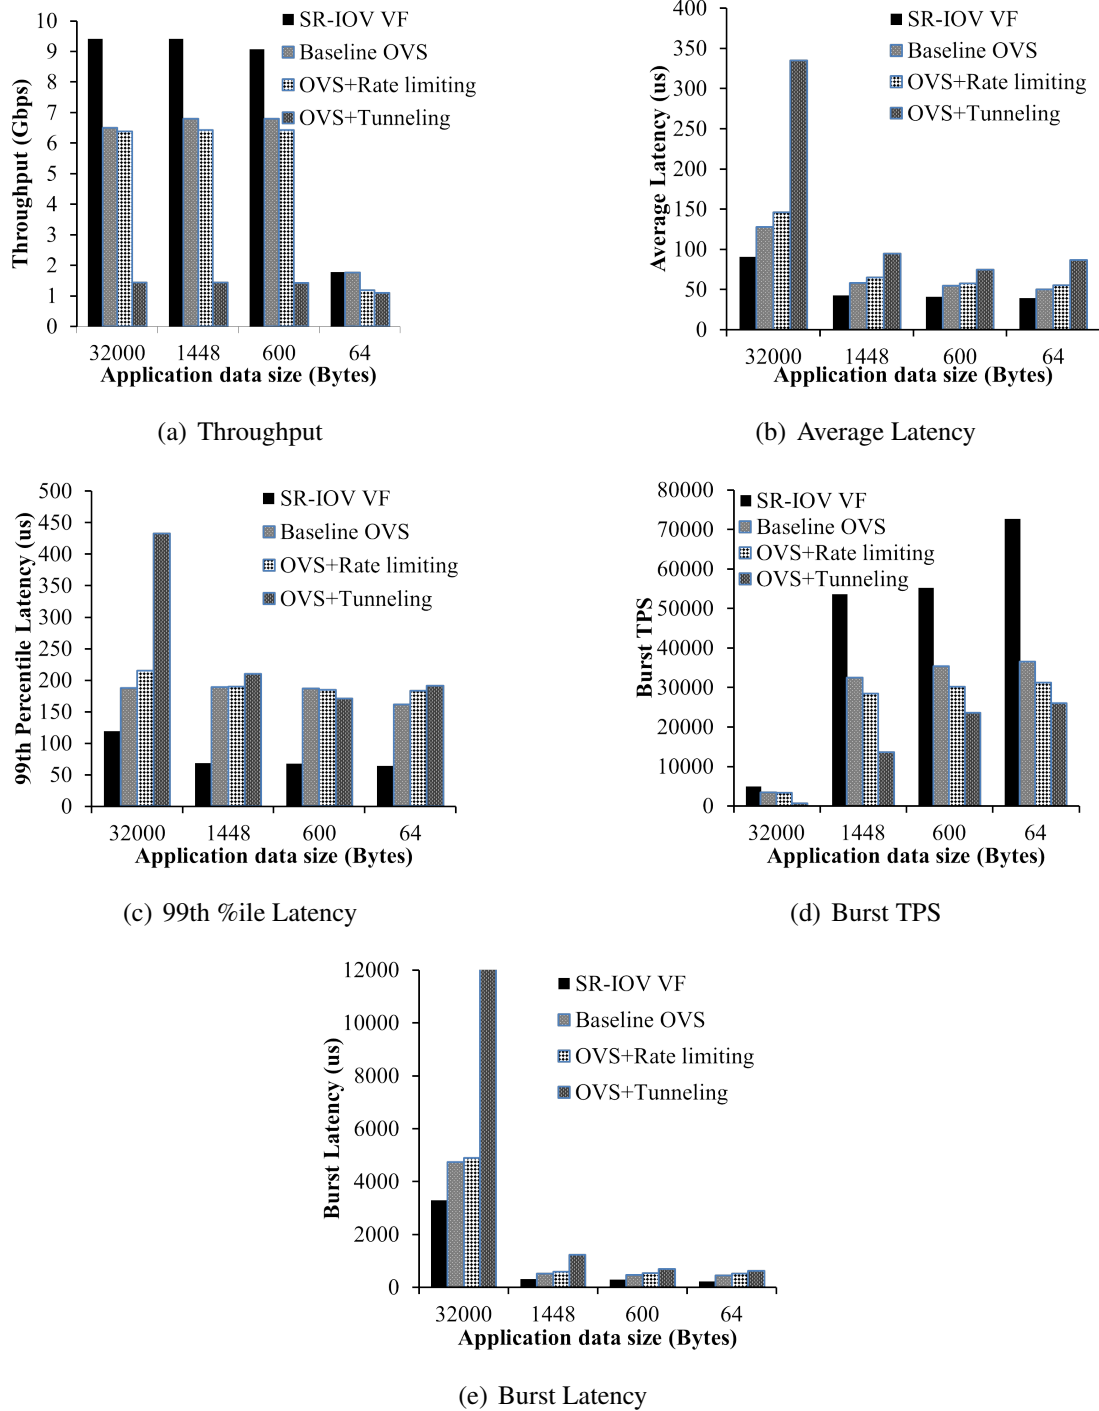 10
9
8
7
6
5
4
3
2
1
0
Throughput (Gbps)
SR-IOV VF
Baseline OVS
OVS+Rate limiting
OVS+Tunneling
32000 1448 600 64
Application data size (Bytes)
(a) Throughput
400
350
300
250
200
150
100
50
0
Average Latency (us)
SR-IOV VF
Baseline OVS
OVS+Rate limiting
OVS+Tunneling
32000 1448 600 64
Application data size (Bytes)
(b) Average Latency
500
450
400
350
300
250
200
150
100
50
0
99th Percentile Latency (us)
SR-IOV VF
Baseline OVS
OVS+Rate limiting
OVS+Tunneling
32000 1448 600 64
Application data size (Bytes)
(c) 99th %ile Latency
80000
70000
60000
50000
40000
30000
20000
10000
0
Burst TPS
SR-IOV VF
Baseline OVS
OVS+Rate limiting
OVS+Tunneling
32000 1448 600 64
Application data size (Bytes)
(d) Burst TPS
12000
10000
8000
6000
4000
2000
0
Burst Latency (us)
SR-IOV VF
Baseline OVS
OVS+Rate limiting
OVS+Tunneling
32000 1448 600 64
Application data size (Bytes)
(e) Burst Latency